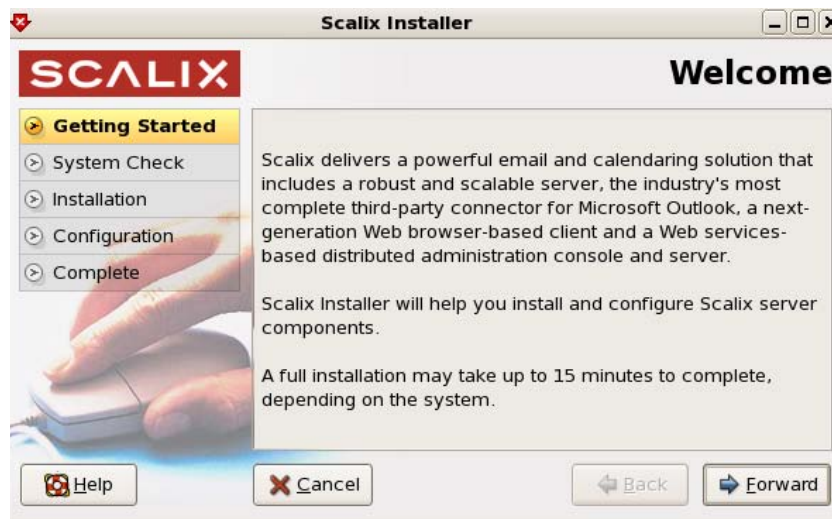 Scalix Installer
SCALIX
Welcome
Getting Started
System Check
Installation
Configuration
Complete
Scalix delivers a powerful email and calendaring solution that
includes a robust and scalable server, the industry's most
complete third-party connector for Microsoft Outlook, a next-
generation Web browser-based client and a Web services-
based distributed administration console and server.
Scalix Installer will help you install and configure Scalix server
components.
A full installation may take up to 15 minutes to complete,
depending on the system.
Help
Cancel
Back
Forward